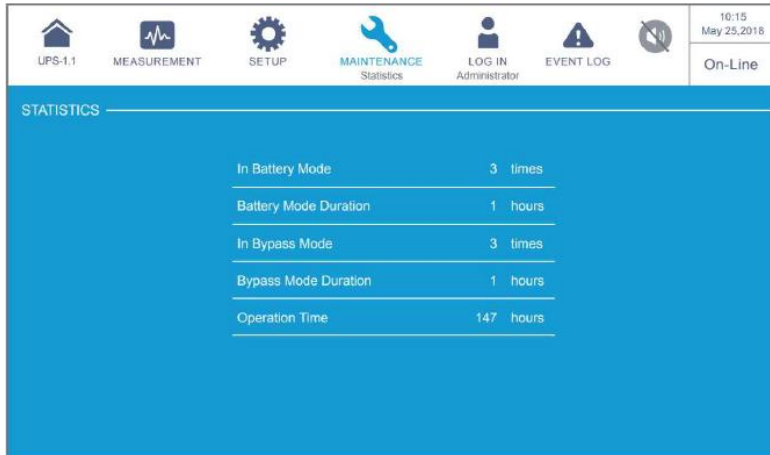 10:15
May 25,2018
UPS-1.1
MEASUREMENT
SETUP
MAINTENANCE
Statistics
LOG IN
Administrator
EVENT LOG
On-Line
STATISTICS
In Battery Mode 3 times
Battery Mode Duration 1 hours
In Bypass Mode 3 times
Bypass Mode Duration 1 hours
Operation Time 147 hours